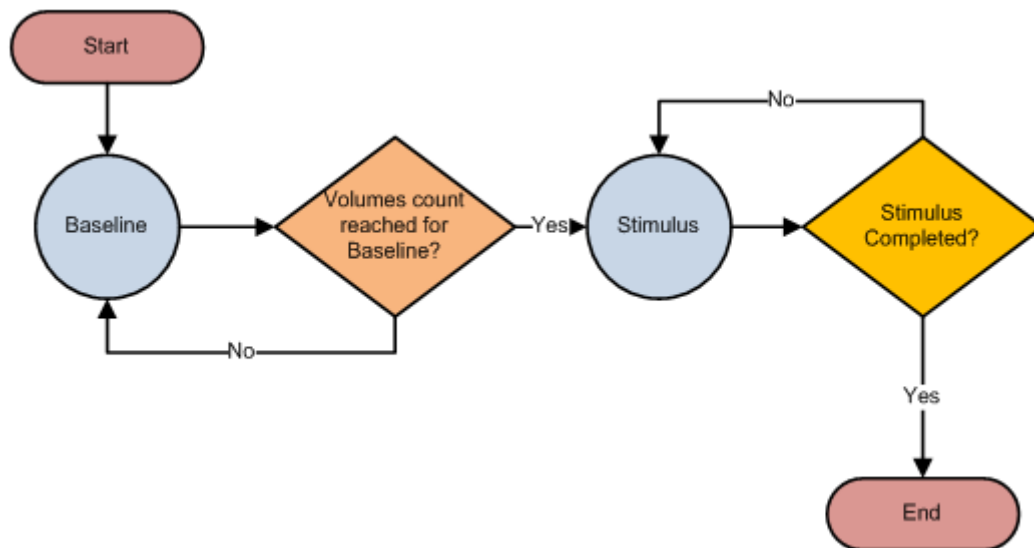 Start
Baseline
Volumes count
reached for
Baseline?
No
Yes
Stimulus
No
Stimulus
Completed?
Yes
End